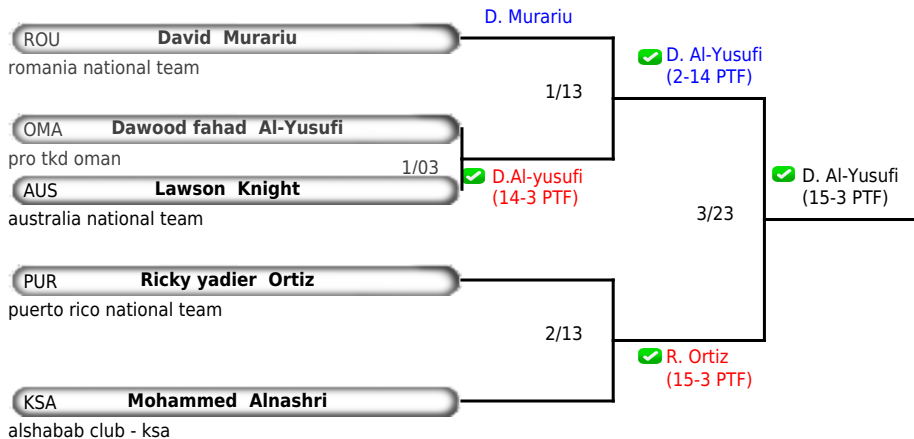 D. Murariu
ROU David Murariu
romania national team
D. Al-Yusufi
(2-14 PTF)
1/13
OMA Dawood fahad Al-Yusufi
pro tkd oman
1/03
AUS Lawson Knight
australia national team
D.Al-yusufi
(14-3 PTF)
D. Al-Yusufi
(15-3 PTF)
3/23
PUR Ricky yadier Ortiz
puerto rico national team
2/13
R. Ortiz
(15-3 PTF)
KSA Mohammed Alnashri
alshabab club - ksa